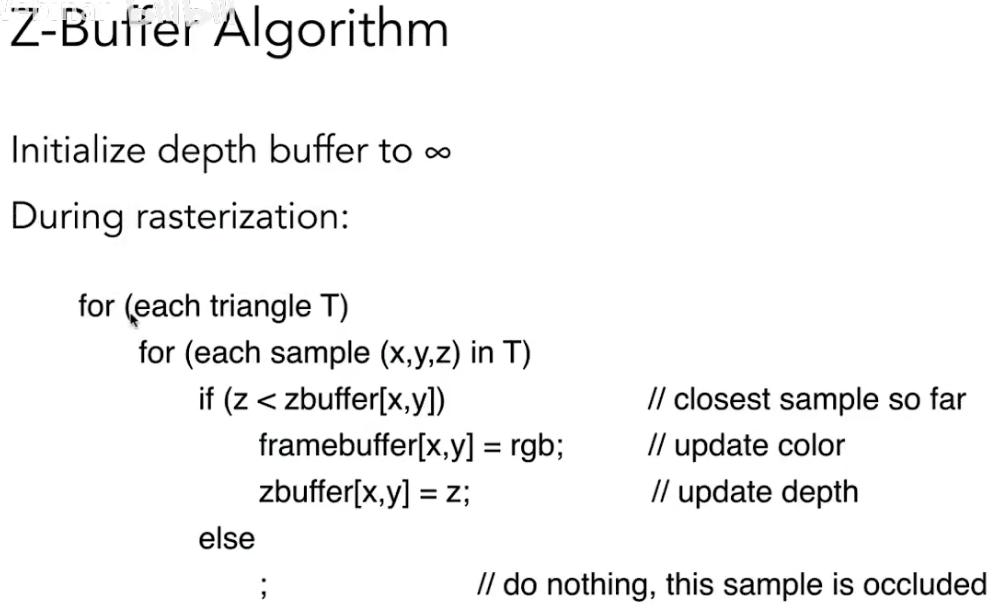 Z-Buffer Algorithm
Initialize depth buffer to ∞
During rasterization:
for (each triangle T)
for (each sample (x,y,z) in T)
if (z < zbuffer[x,y]) // closest sample so far
framebuffer[x,y] = rgb; // update color
zbuffer[x,y] = z; // update depth
else
; // do nothing, this sample is occluded